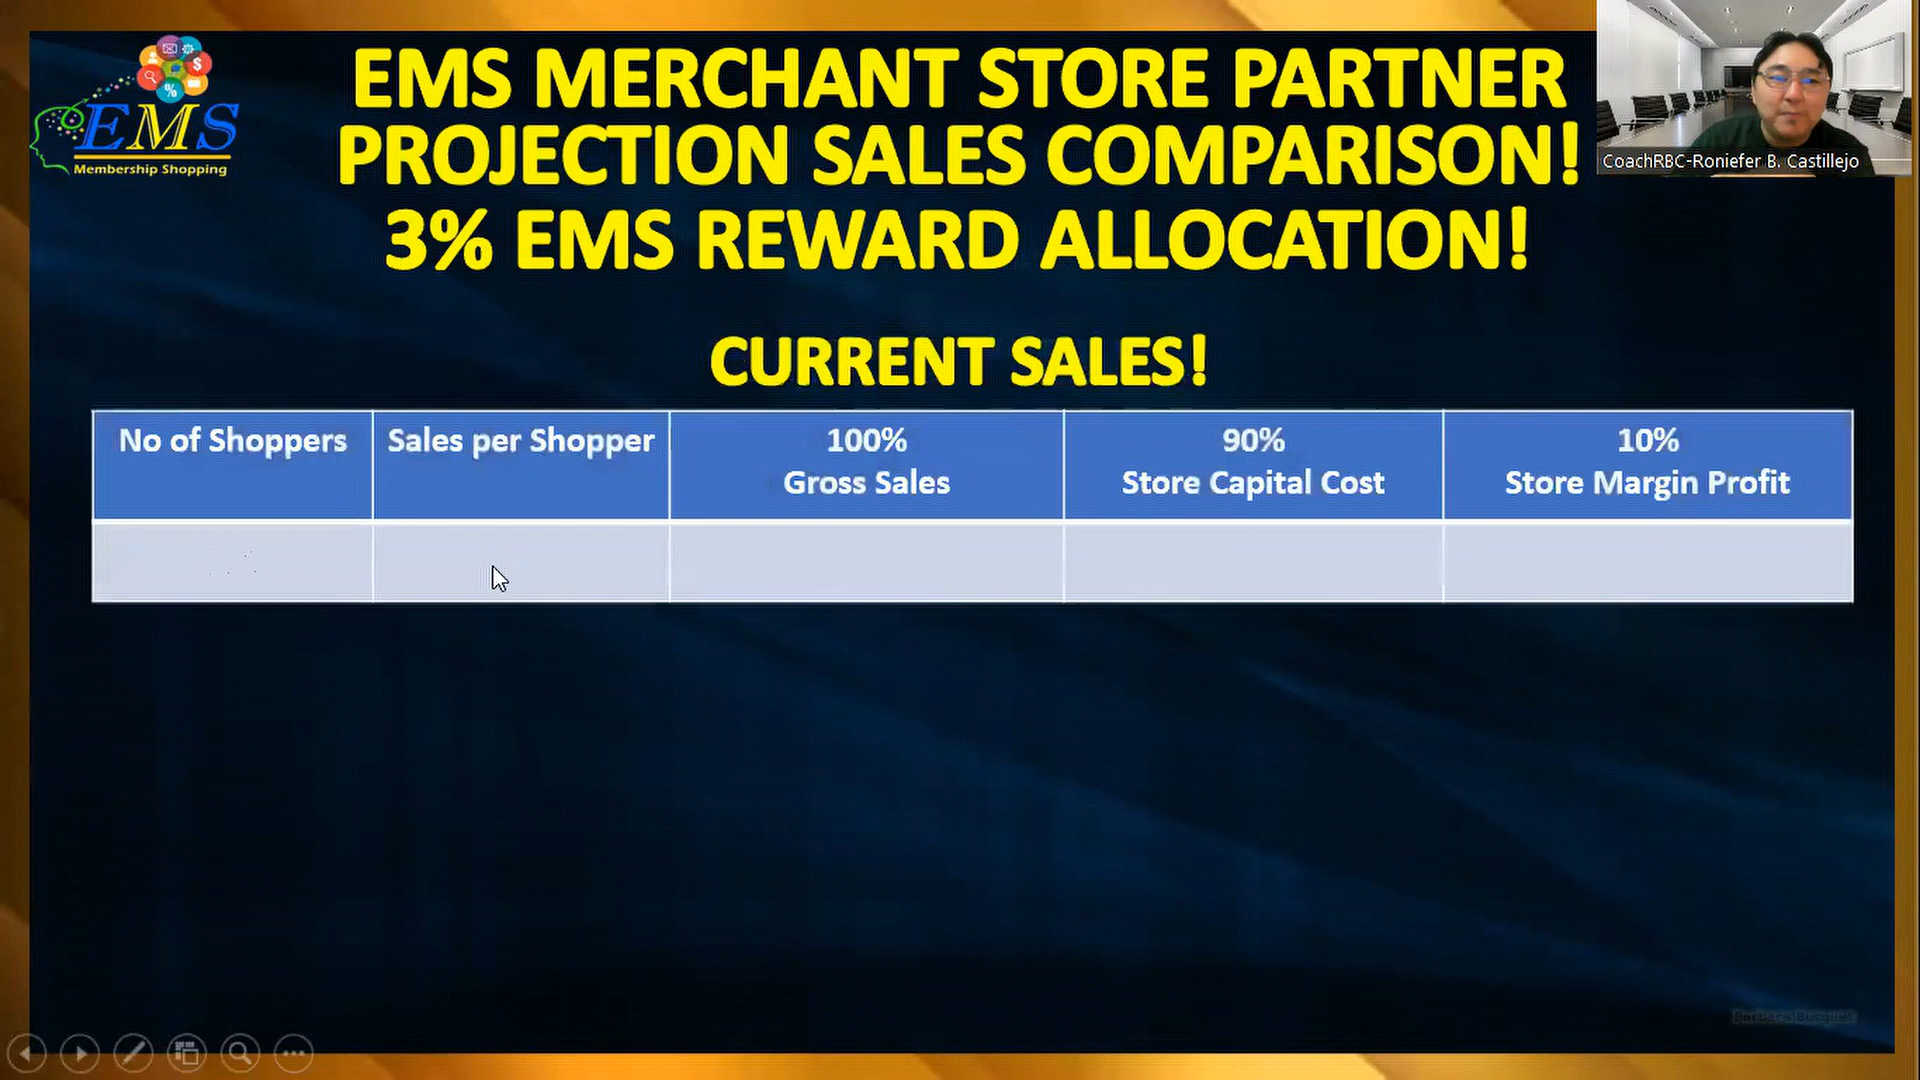 EMS
Membership Shopping
EMS MERCHANT STORE PARTNER
PROJECTION SALES COMPARISON!
3% EMS REWARD ALLOCATION!
CoachRBC-Roniefer B. Castillejo
CURRENT SALES!
No of Shoppers
Sales per Shopper
100%
Gross Sales
90%
Store Capital Cost
10%
Store Margin Profit